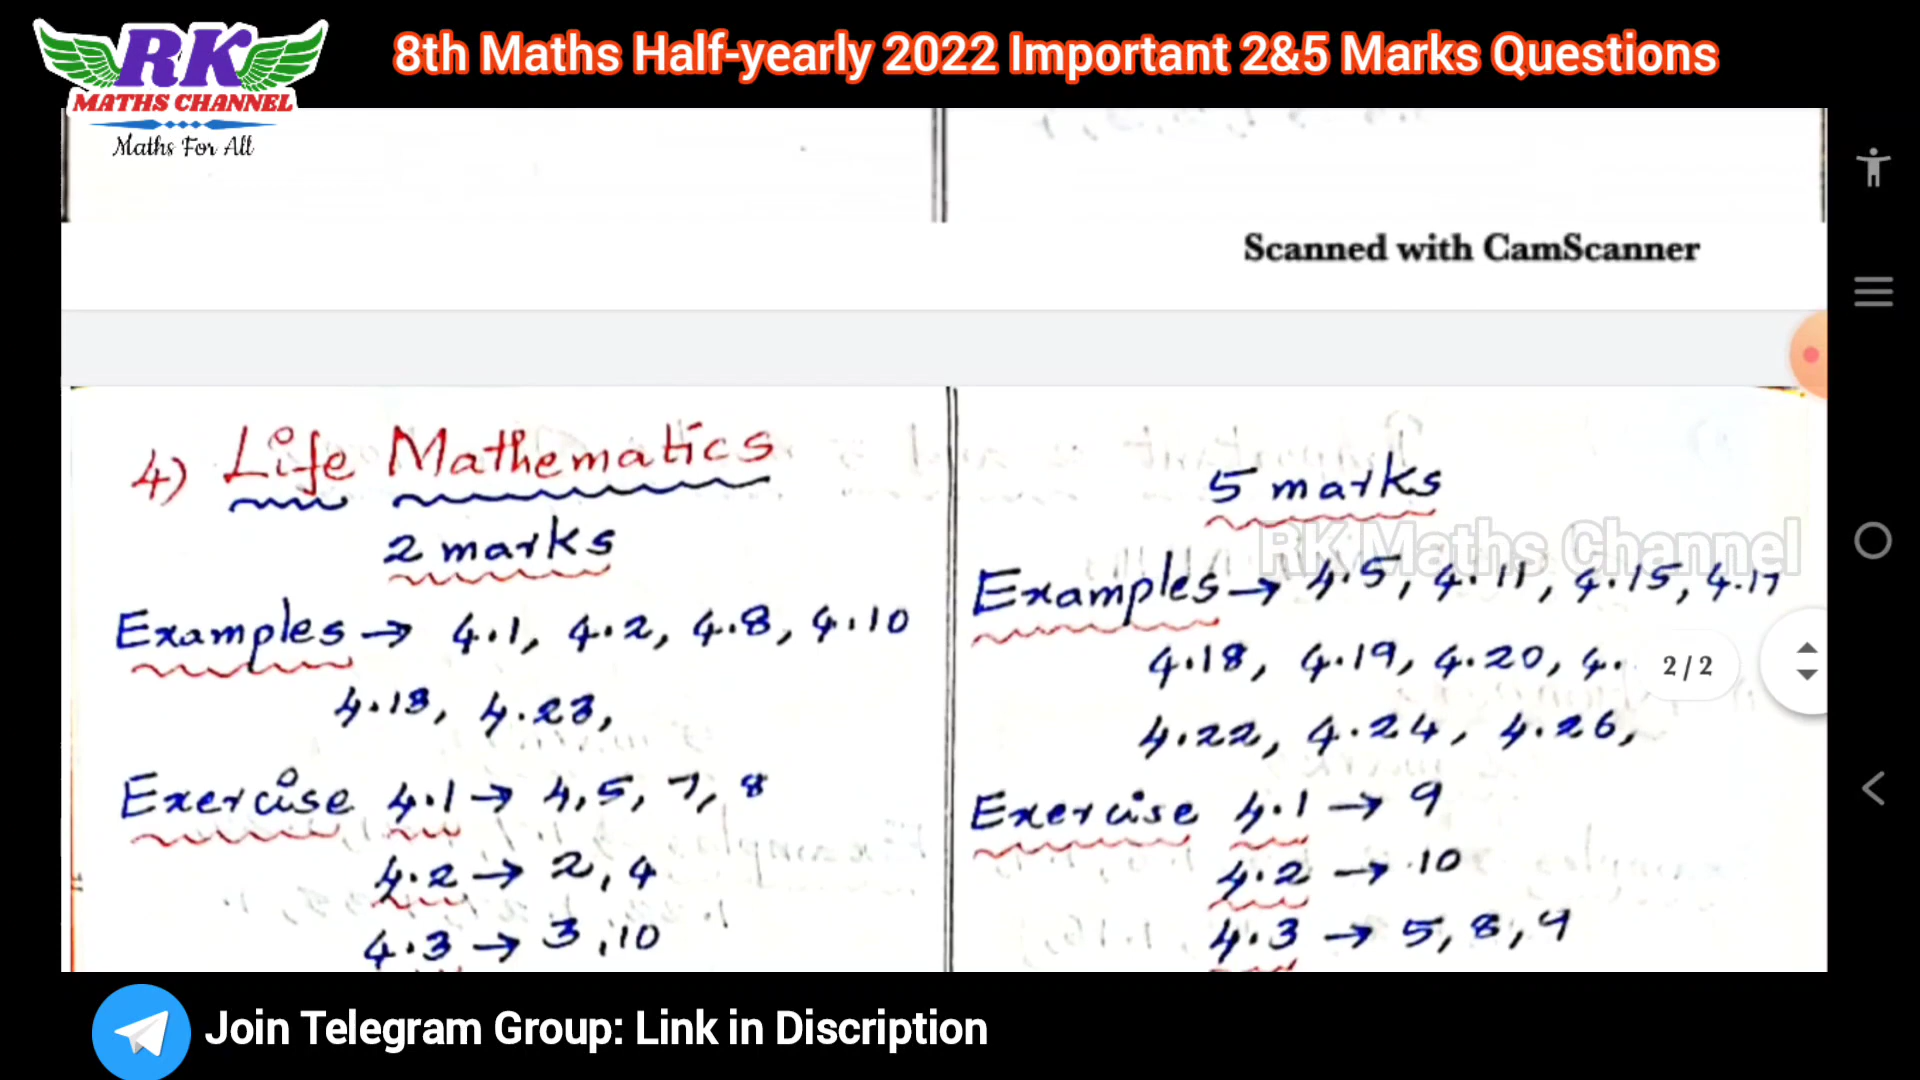 RK
MATHS CHANNEL
Maths For All
8th Maths Half-yearly 2022 Important 2&5 Marks Questions
Scanned with CamScanner
4) Life Mathematics
2 marks
Examples → 4.1, 4.2, 4.8, 4.10
4.13, 4.23,
Exercise 4.1 → 4, 5, 7, 8
4.2 → 2, 4
4.3 → 3, 10
5 marks
RK Maths Channel
Examples → 4.5, 4.11, 4.15, 4.17
4.18, 4.19, 4.20, 4.
2/2
4.22, 4.24, 4.26,
Exercise 4.1 → 9
4.2 → 10
4.3 → 5, 8, 9
Join Telegram Group: Link in Discription